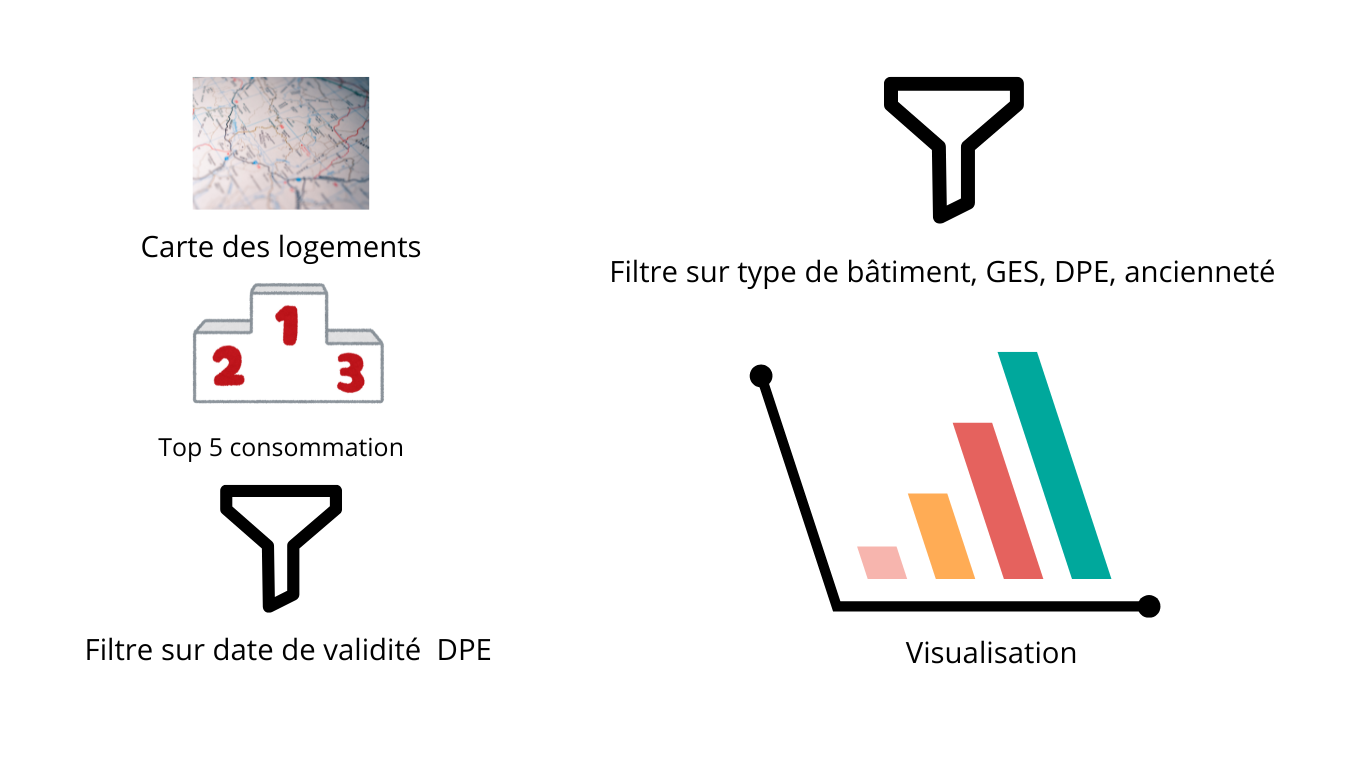 Carte des logements
2
1
3
Top 5 consommation
Filtre sur date de validité  DPE
Filtre sur type de bâtiment, GES, DPE, ancienneté
Visualisation